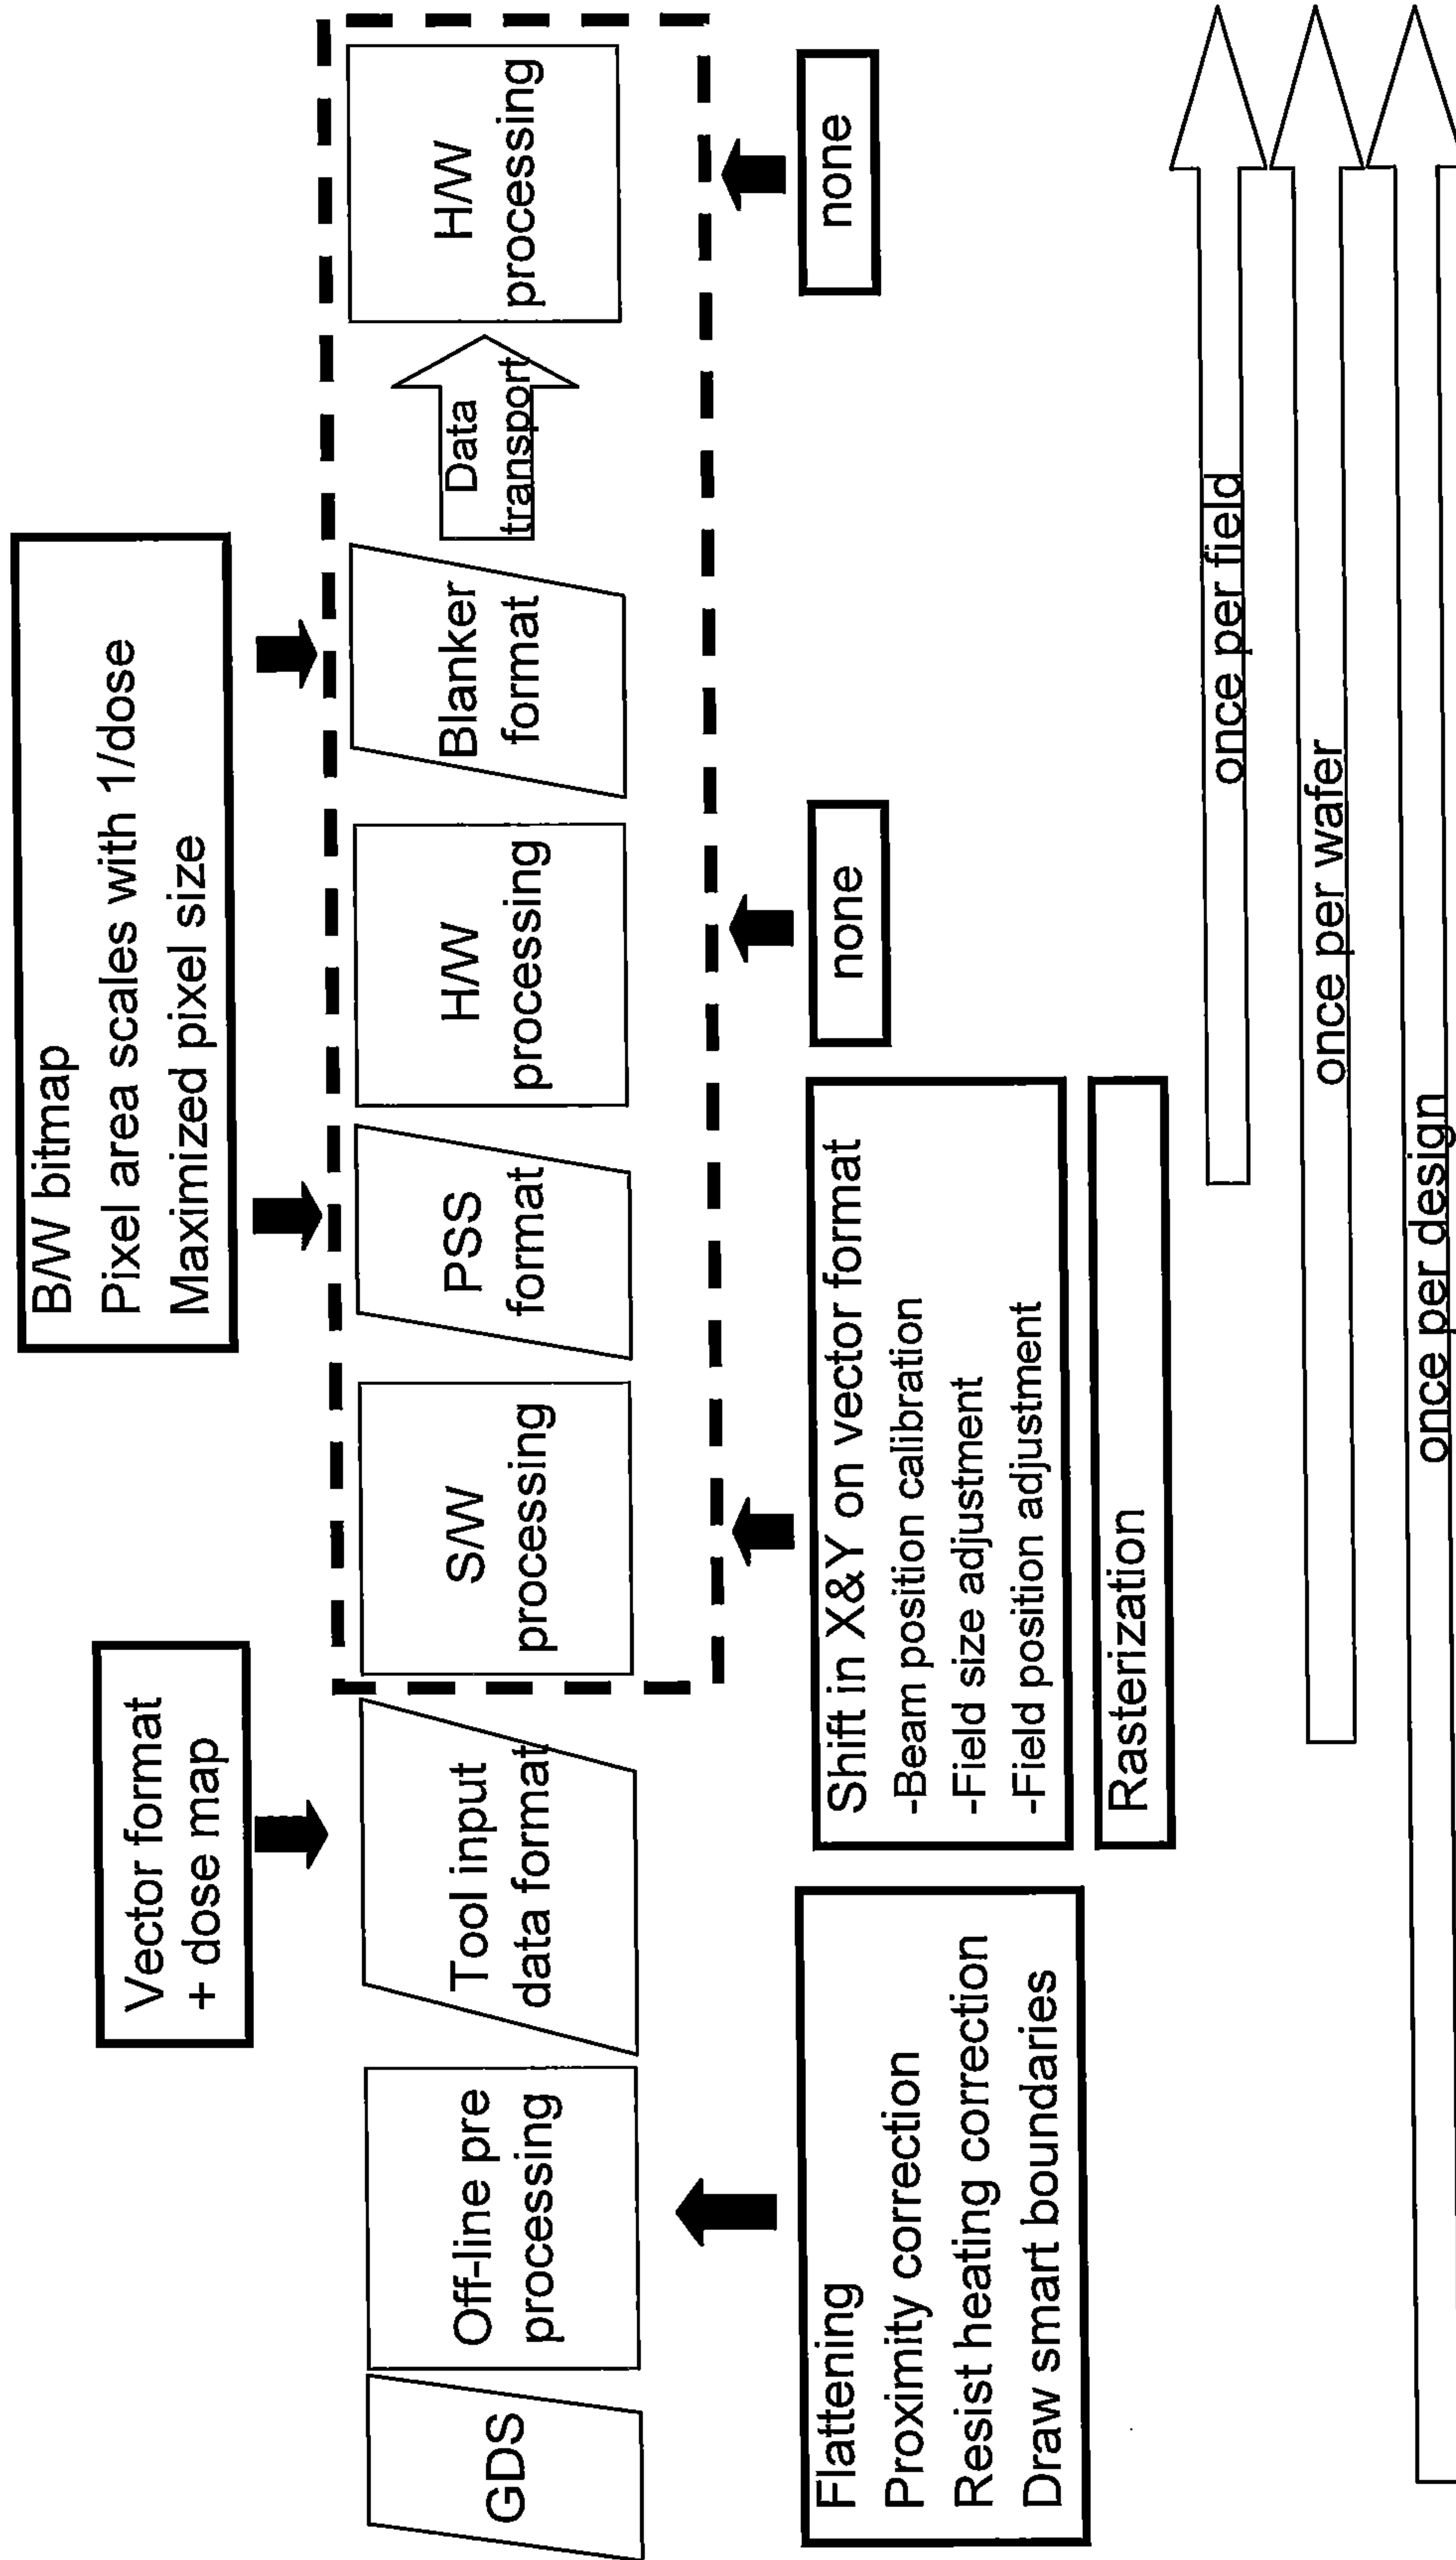 B/W bitmap
Pixel area scales with 1/dose
Maximized pixel size
Vector format
+ dose map
GDS
Off-line pre
processing
Tool input
data format
S/W
processing
PSS
format
H/W
processing
Blanker
format
Data
transport
H/W
processing
Flattening
Proximity correction
Resist heating correction
Draw smart boundaries
Shift in X&Y on vector format
-Beam position calibration
-Field size adjustment
-Field position adjustment
Rasterization
none
none
once per field
once per wafer
once per design